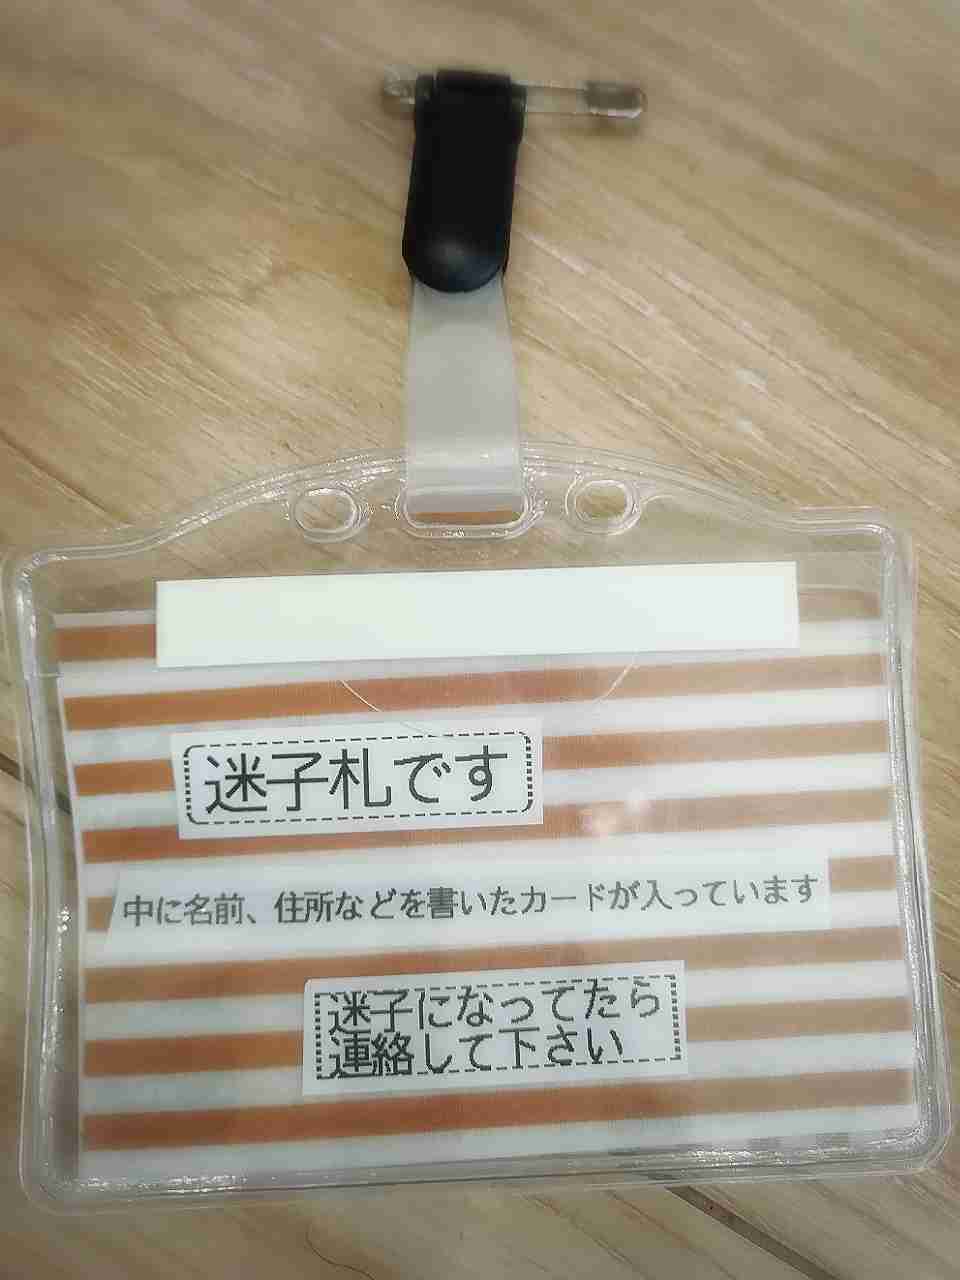 迷子札です
中に名前、住所などを書いたカードが入っています
迷子になってたら
連絡して下さい